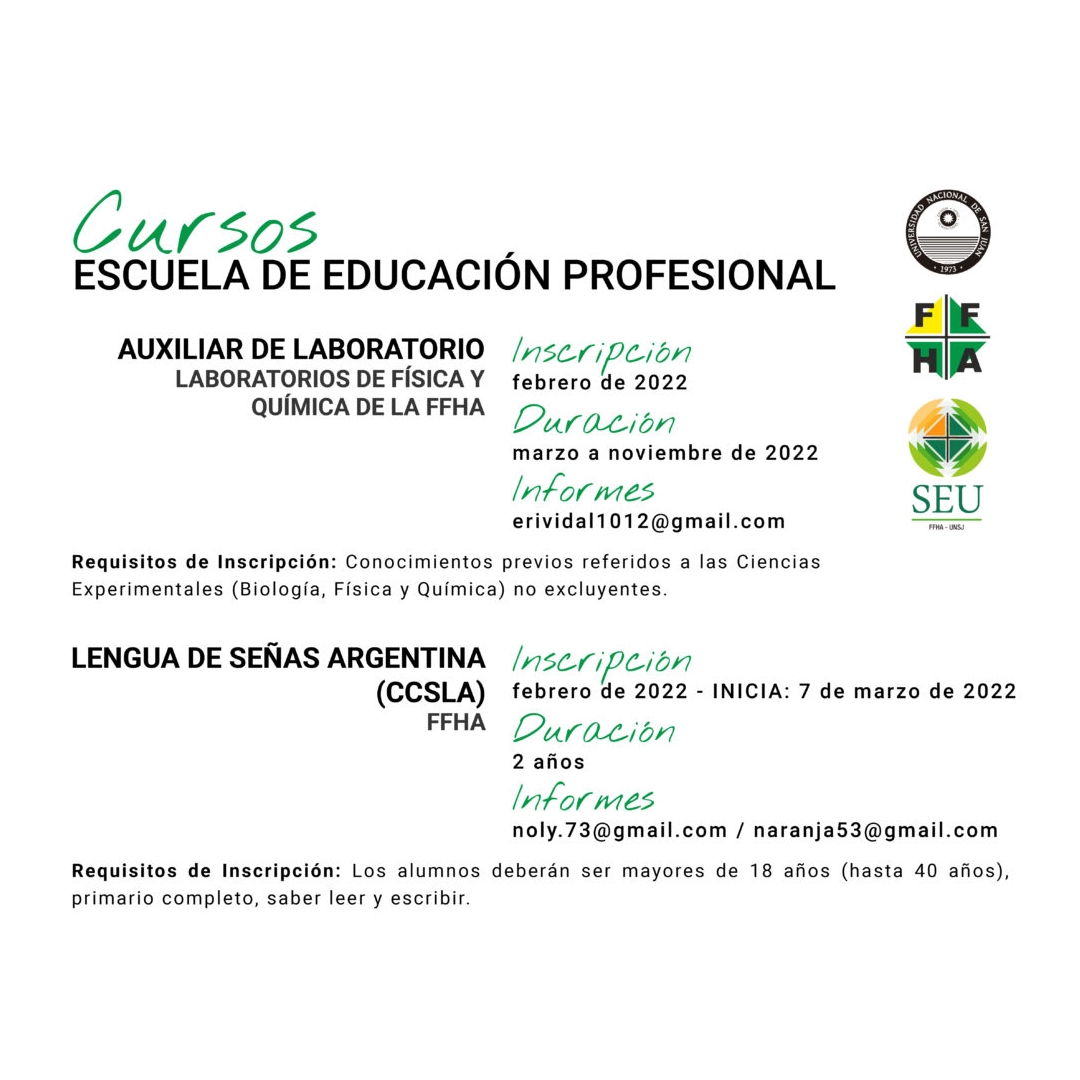 Cursos
ESCUELA DE EDUCACIÓN PROFESIONAL
UNIVERSIDAD NACIONAL DE SAN JUAN
· 1973 ·
F F
H A
SEU
FFHA - UNSJ
AUXILIAR DE LABORATORIO
LABORATORIOS DE FÍSICA Y
QUÍMICA DE LA FFHA
Inscripción
febrero de 2022
Duración
marzo a noviembre de 2022
Informes
erividal1012@gmail.com
Requisitos de Inscripción: Conocimientos previos referidos a las Ciencias
Experimentales (Biología, Física y Química) no excluyentes.
LENGUA DE SEÑAS ARGENTINA
(CCSLA)
FFHA
Inscripción
febrero de 2022 - INICIA: 7 de marzo de 2022
Duración
2 años
Informes
noly.73@gmail.com / naranja53@gmail.com
Requisitos de Inscripción: Los alumnos deberán ser mayores de 18 años (hasta 40 años),
primario completo, saber leer y escribir.